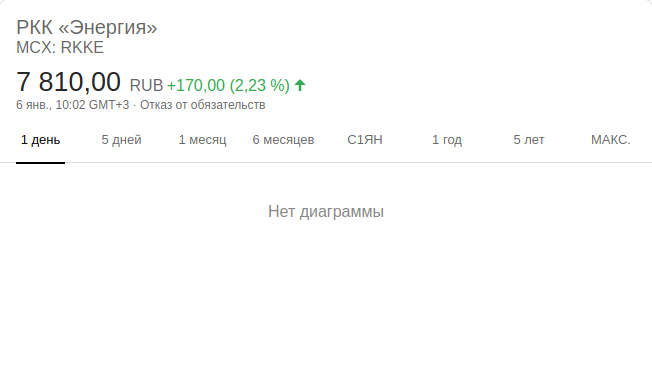 РКК «Энергия»
MCX: RKKE
7 810,00 RUB +170,00 (2,23 %)
6 янв., 10:02 GMT+3 · Отказ от обязательств
1 день 5 дней 1 месяц 6 месяцев С1ЯН 1 год 5 лет МАКС.
Нет диаграммы